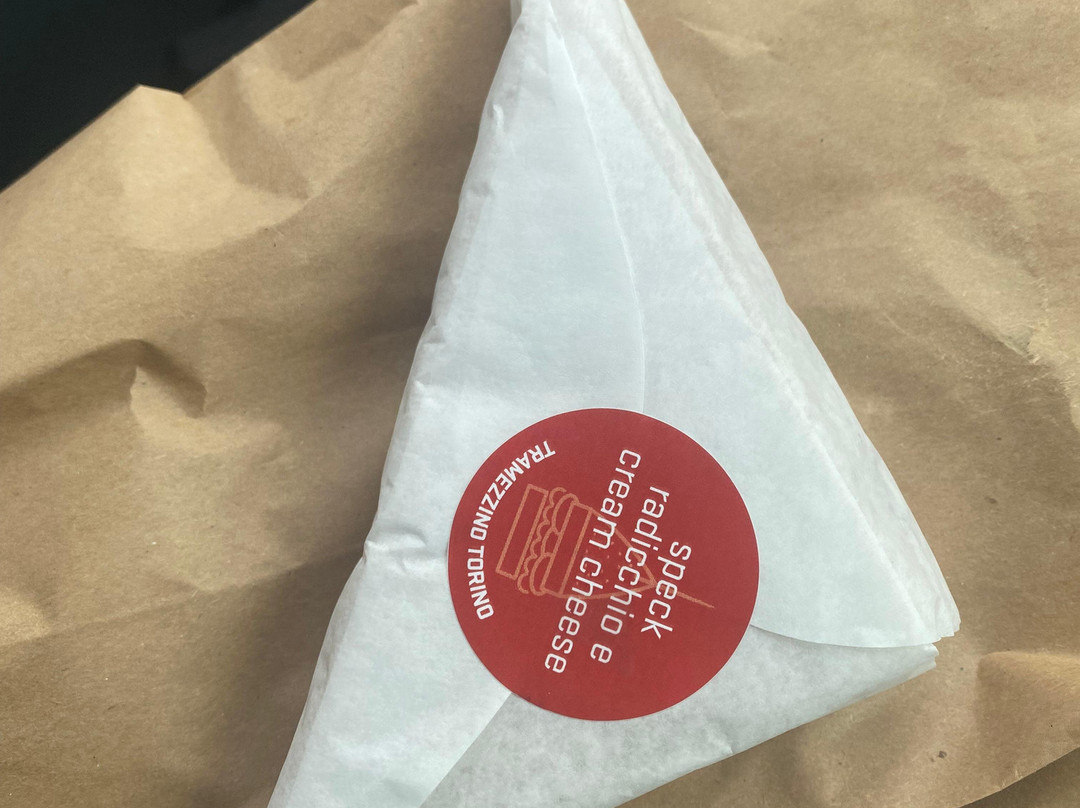 speck
radicchio e
cream cheese
TRAMEZZINO TORINO